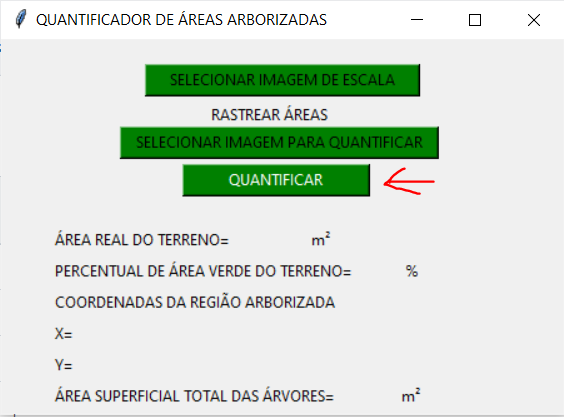 QUANTIFICADOR DE ÁREAS ARBORIZADAS
SELECIONAR IMAGEM DE ESCALA
RASTREAR ÁREAS
SELECIONAR IMAGEM PARA QUANTIFICAR
QUANTIFICAR
ÁREA REAL DO TERRENO= m²
PERCENTUAL DE ÁREA VERDE DO TERRENO= %
COORDENADAS DA REGIÃO ARBORIZADA
X=
Y=
ÁREA SUPERFICIAL TOTAL DAS ÁRVORES= m²